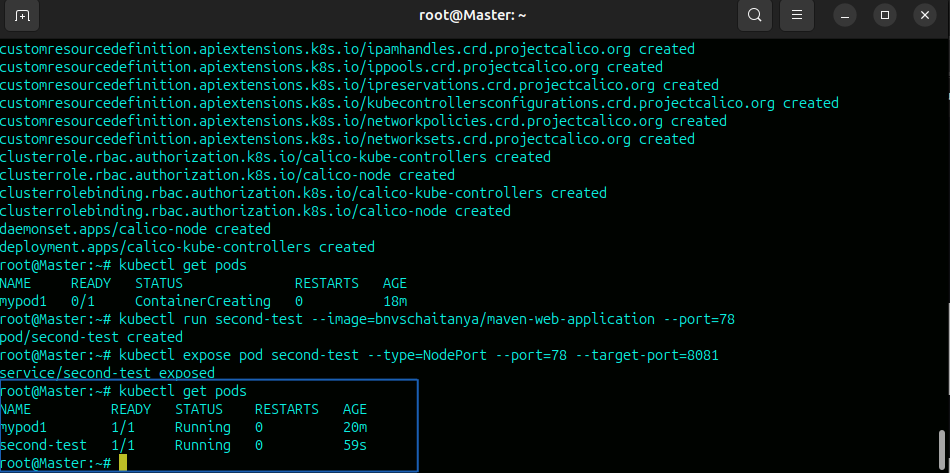 root@Master: ~
customresourcedefinition.apiextensions.k8s.io/ipamhandles.crd.projectcalico.org created
customresourcedefinition.apiextensions.k8s.io/ippools.crd.projectcalico.org created
customresourcedefinition.apiextensions.k8s.io/ipreservations.crd.projectcalico.org created
customresourcedefinition.apiextensions.k8s.io/kubecontrollersconfigurations.crd.projectcalico.org created
customresourcedefinition.apiextensions.k8s.io/networkpolicies.crd.projectcalico.org created
customresourcedefinition.apiextensions.k8s.io/networksets.crd.projectcalico.org created
clusterrole.rbac.authorization.k8s.io/calico-kube-controllers created
clusterrole.rbac.authorization.k8s.io/calico-node created
clusterrolebinding.rbac.authorization.k8s.io/calico-kube-controllers created
clusterrolebinding.rbac.authorization.k8s.io/calico-node created
daemonset.apps/calico-node created
deployment.apps/calico-kube-controllers created
root@Master:~# kubectl get pods
NAME     READY   STATUS              RESTARTS   AGE
mypod1   0/1     ContainerCreating   0          18m
root@Master:~# kubectl run second-test --image=bnvschaitanya/maven-web-application --port=78
pod/second-test created
root@Master:~# kubectl expose pod second-test --type=NodePort --port=78 --target-port=8081
service/second-test exposed
root@Master:~# kubectl get pods
NAME          READY   STATUS    RESTARTS   AGE
mypod1        1/1     Running   0          20m
second-test   1/1     Running   0          59s
root@Master:~#